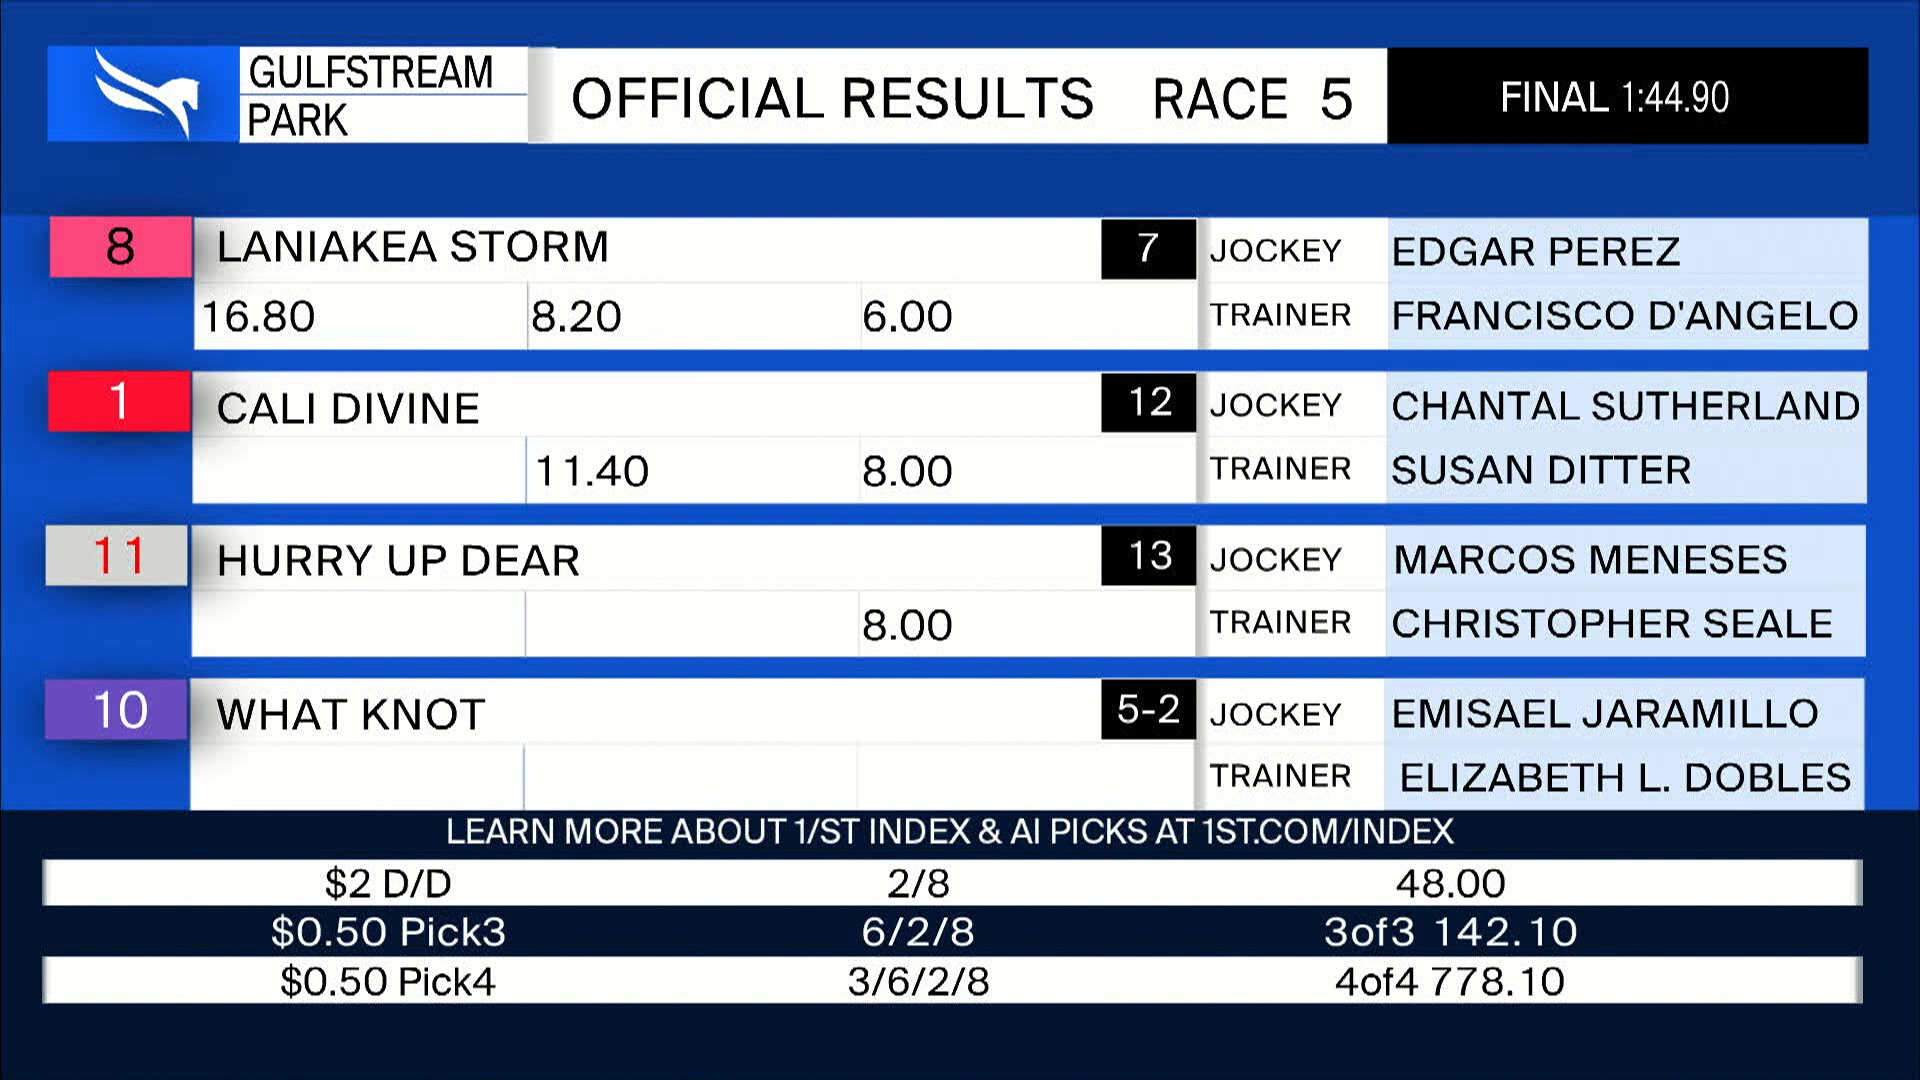 GULFSTREAM
PARK
OFFICIAL RESULTS RACE 5
FINAL 1:44.90
8 LANIAKEA STORM 7 JOCKEY EDGAR PEREZ
16.80 8.20 6.00 TRAINER FRANCISCO D'ANGELO
1 CALI DIVINE 12 JOCKEY CHANTAL SUTHERLAND
11.40 8.00 TRAINER SUSAN DITTER
11 HURRY UP DEAR 13 JOCKEY MARCOS MENESES
8.00 TRAINER CHRISTOPHER SEALE
10 WHAT KNOT 5-2 JOCKEY EMISAEL JARAMILLO
TRAINER ELIZABETH L. DOBLES
LEARN MORE ABOUT 1/ST INDEX & AI PICKS AT 1ST.COM/INDEX
$2 D/D 2/8 48.00
$0.50 Pick3 6/2/8 3of3 142.10
$0.50 Pick4 3/6/2/8 4of4 778.10